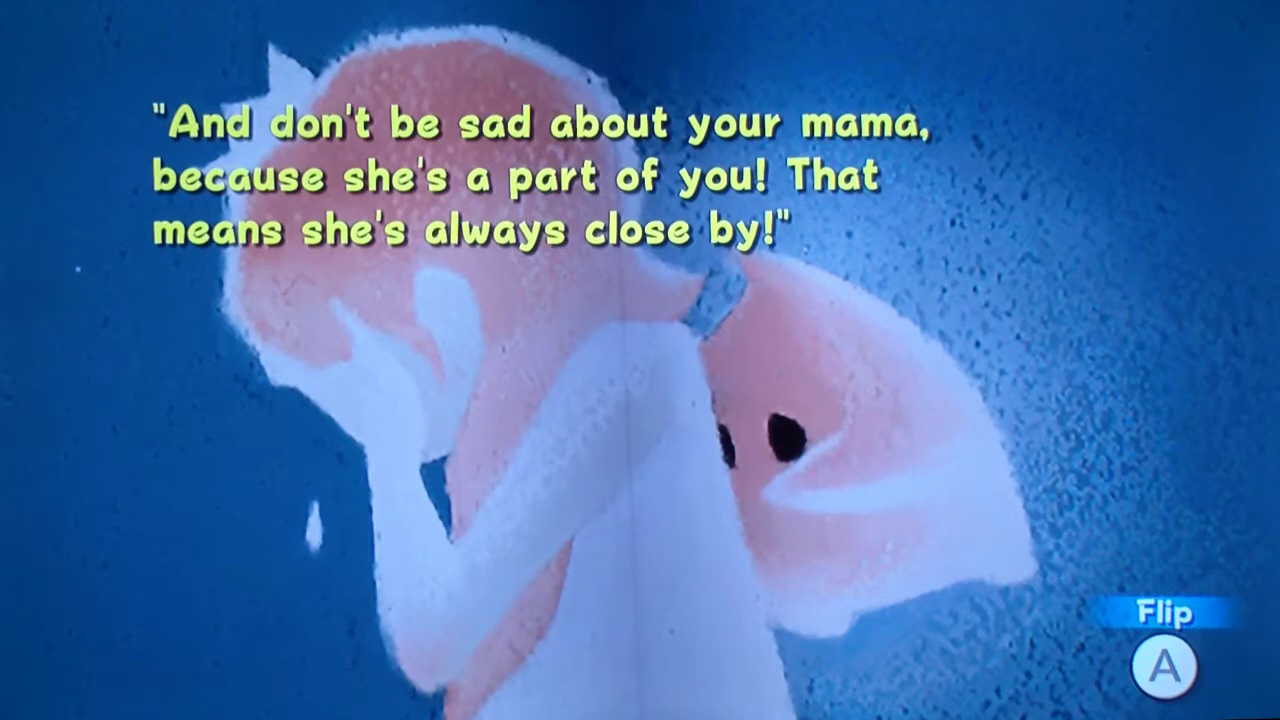 "And don't be sad about your mama,
because she's a part of you! That
means she's always close by!"
Flip
A